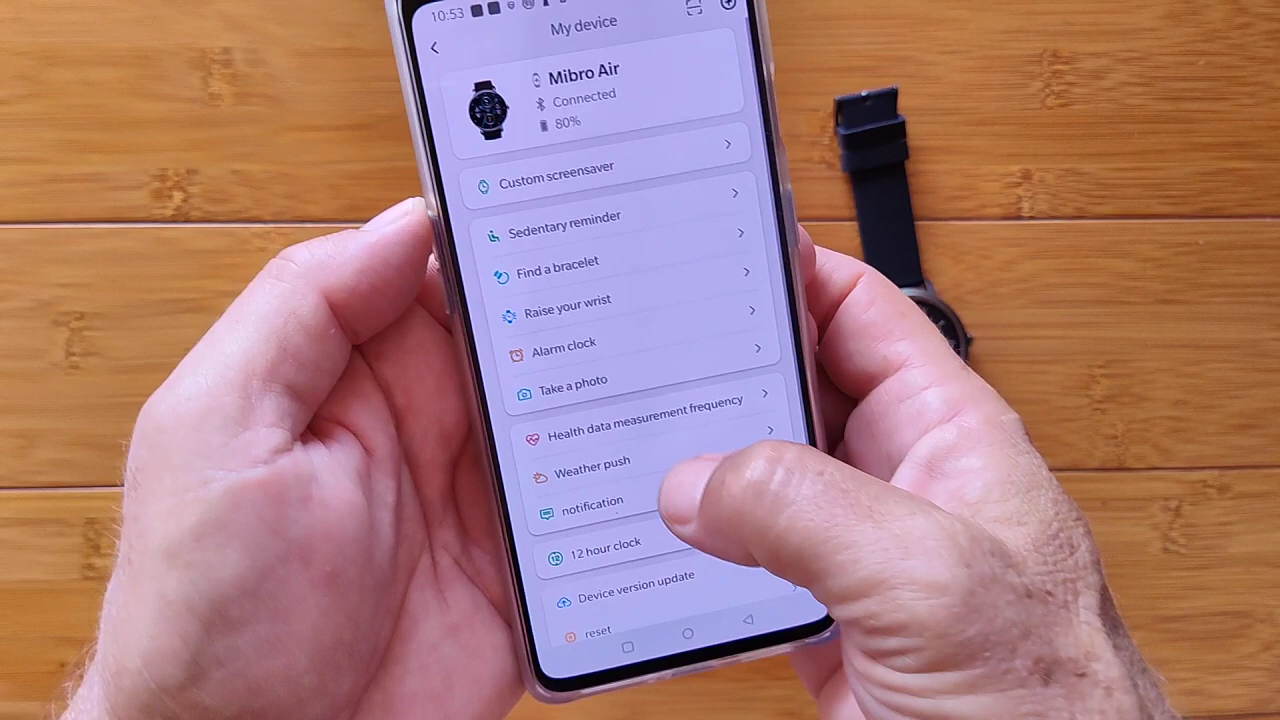 10:53
My device
Mibro Air
Connected
80%
Custom screensaver
Sedentary reminder
Find a bracelet
Raise your wrist
Alarm clock
Take a photo
Health data measurement frequency
Weather push
notification
12 hour clock
Device version update
reset